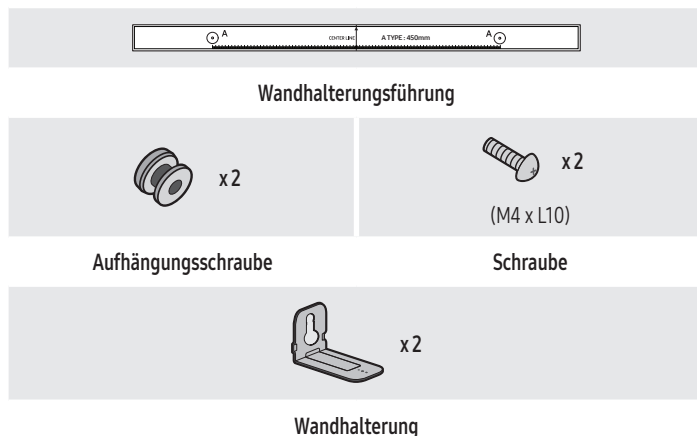 A CENTER LINE A TYPE : 450mm A
Wandhalterungsführung
x 2 x 2
(M4 x L10)
Aufhängungsschraube Schraube
x 2
Wandhalterung